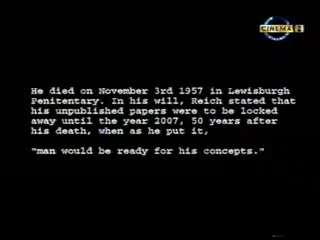 CINEMA 2
He died on November 3rd 1957 in Lewisburgh
Penitentary. In his will, Reich stated that
his unpublished papers were to be locked
away until the year 2007, 50 years after
his death, when as he put it,
"man would be ready for his concepts."